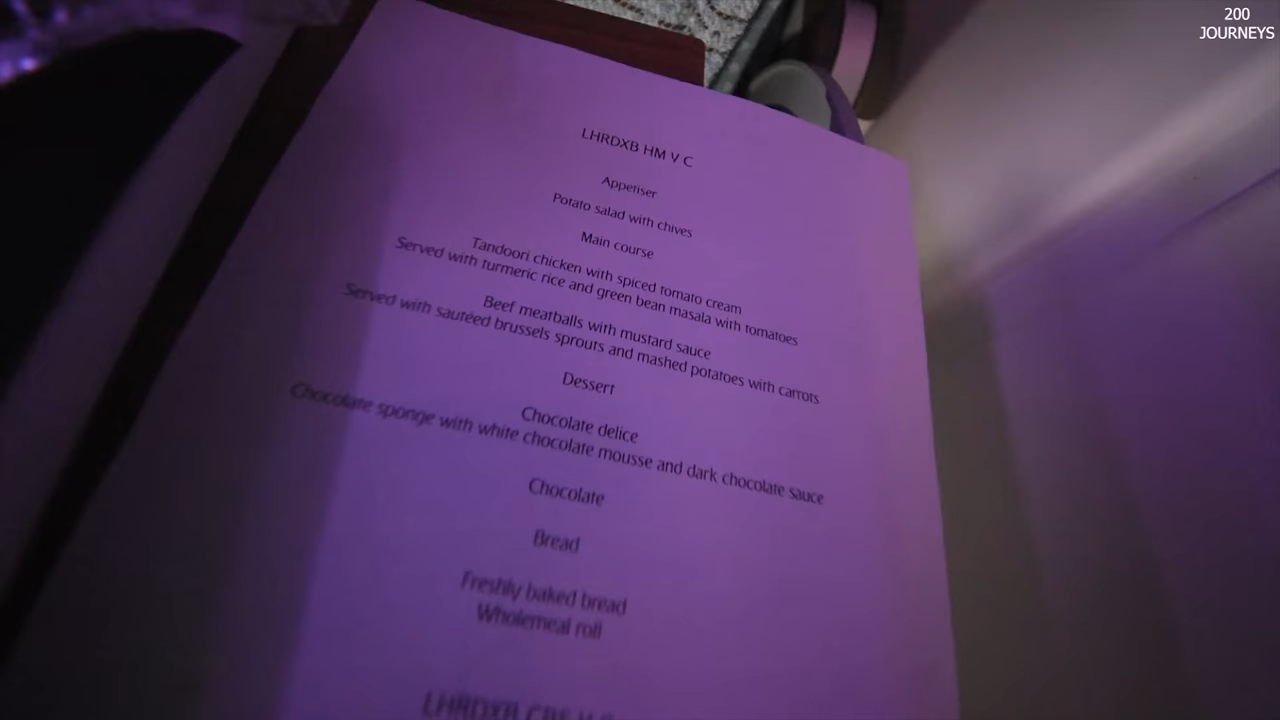 200
JOURNEYS
LHRDXB HM V C
Appetiser
Potato salad with chives
Main course
Tandoori chicken with spiced tomato cream
Served with turmeric rice and green bean masala with tomatoes
Beef meatballs with mustard sauce
Served with sautéed brussels sprouts and mashed potatoes with carrots
Dessert
Chocolate delice
Chocolate sponge with white chocolate mousse and dark chocolate sauce
Chocolate
Bread
Freshly baked bread
Wholemeal roll
LHRDXB